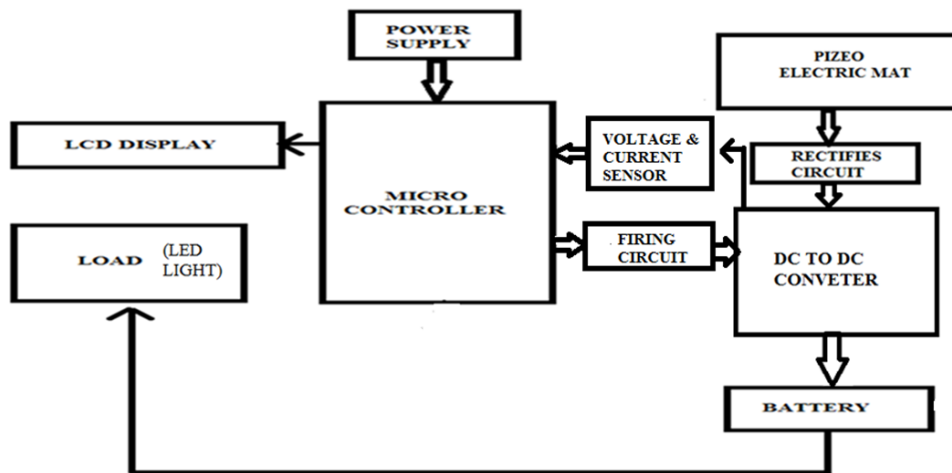 POWER
SUPPLY
PIZEO
ELECTRIC MAT
LCD DISPLAY
VOLTAGE &
CURRENT
SENSOR
RECTIFIES
CIRCUIT
MICRO
CONTROLLER
LOAD (LED
LIGHT)
FIRING
CIRCUIT
DC TO DC
CONVETER
BATTERY